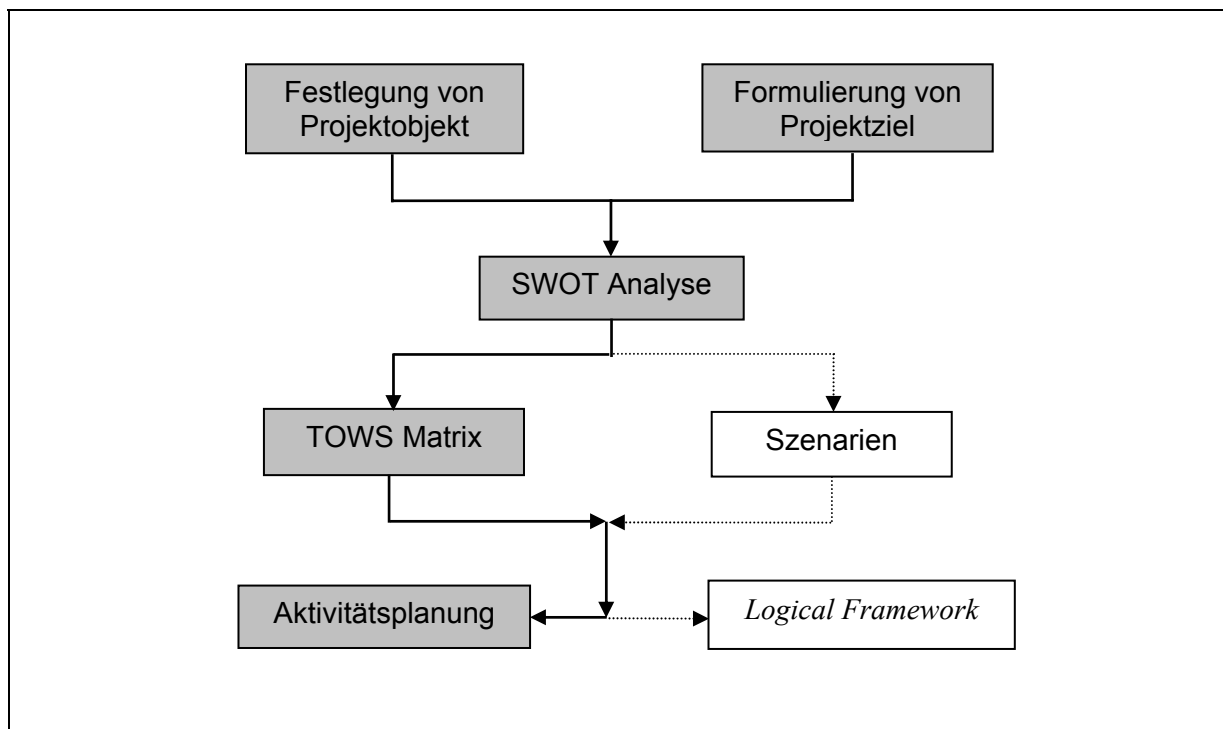 Festlegung von
Projektobjekt
Formulierung von
Projektziel
SWOT Analyse
TOWS Matrix
Szenarien
Aktivitätsplanung
Logical Framework